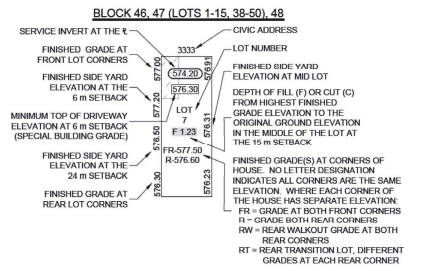 BLOCK 46, 47 (LOTS 1-15, 38-50), 48
SERVICE INVERT AT THE ℄
FINISHED GRADE AT
FRONT LOT CORNERS
FINISHED SIDE YARD
ELEVATION AT THE
6 m SETBACK
MINIMUM TOP OF DRIVEWAY
ELEVATION AT 6 m SETBACK
(SPECIAL BUILDING GRADE)
FINISHED SIDE YARD
ELEVATION AT THE
24 m SETBACK
FINISHED GRADE AT
REAR LOT CORNERS
3333
577.00
576.91
574.20
576.30
577.20
LOT
7
576.31
F 1.23
576.50
FR-577.50
R-576.60
576.30
576.23
CIVIC ADDRESS
LOT NUMBER
FINISHED SIDE YARD
ELEVATION AT MID LOT
DEPTH OF FILL (F) OR CUT (C)
FROM HIGHEST FINISHED
GRADE ELEVATION TO THE
ORIGINAL GROUND ELEVATION
IN THE MIDDLE OF THE LOT AT
THE 15 m SETBACK
FINISHED GRADE(S) AT CORNERS OF
HOUSE. NO LETTER DESIGNATION
INDICATES ALL CORNERS ARE THE SAME
ELEVATION. WHERE EACH CORNER OF
THE HOUSE HAS SEPARATE ELEVATION:
FR = GRADE AT BOTH FRONT CORNERS
R = GRADE BOTH REAR CORNERS
RW = REAR WALKOUT GRADE AT BOTH
REAR CORNERS
RT = REAR TRANSITION LOT, DIFFERENT
GRADES AT EACH REAR CORNER